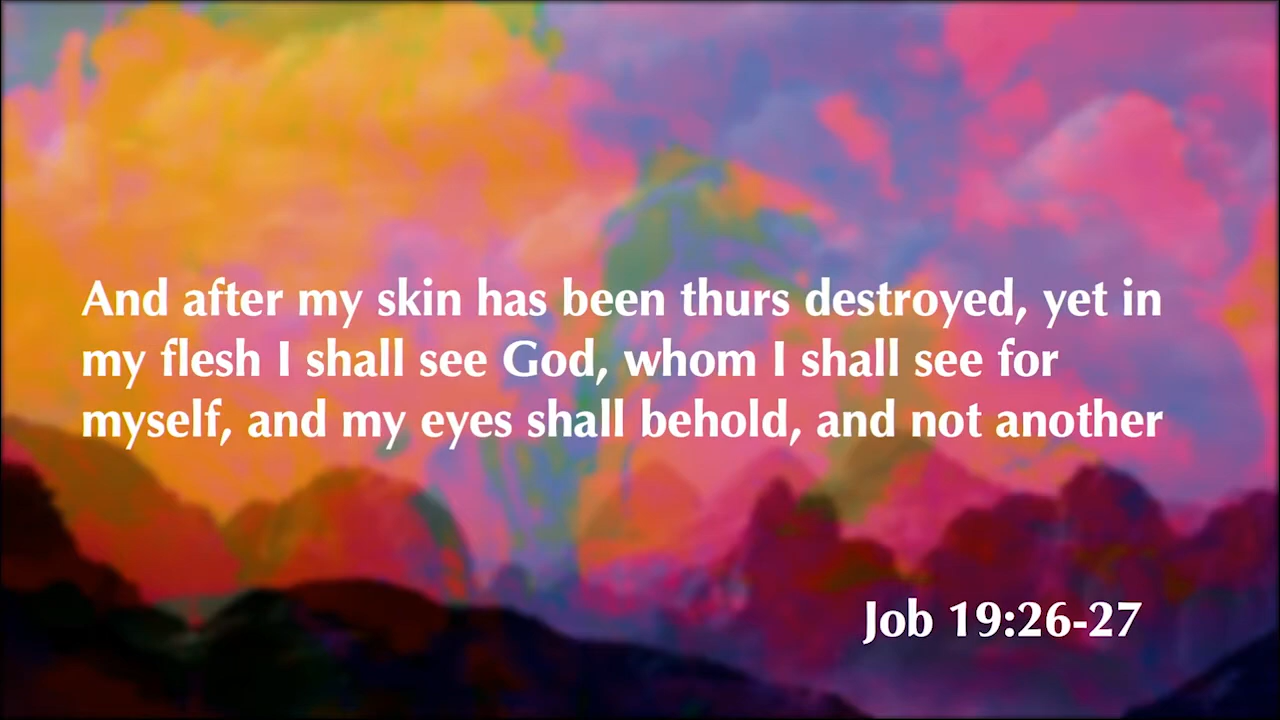 And after my skin has been thurs destroyed, yet in
my flesh I shall see God, whom I shall see for
myself, and my eyes shall behold, and not another
Job 19:26-27